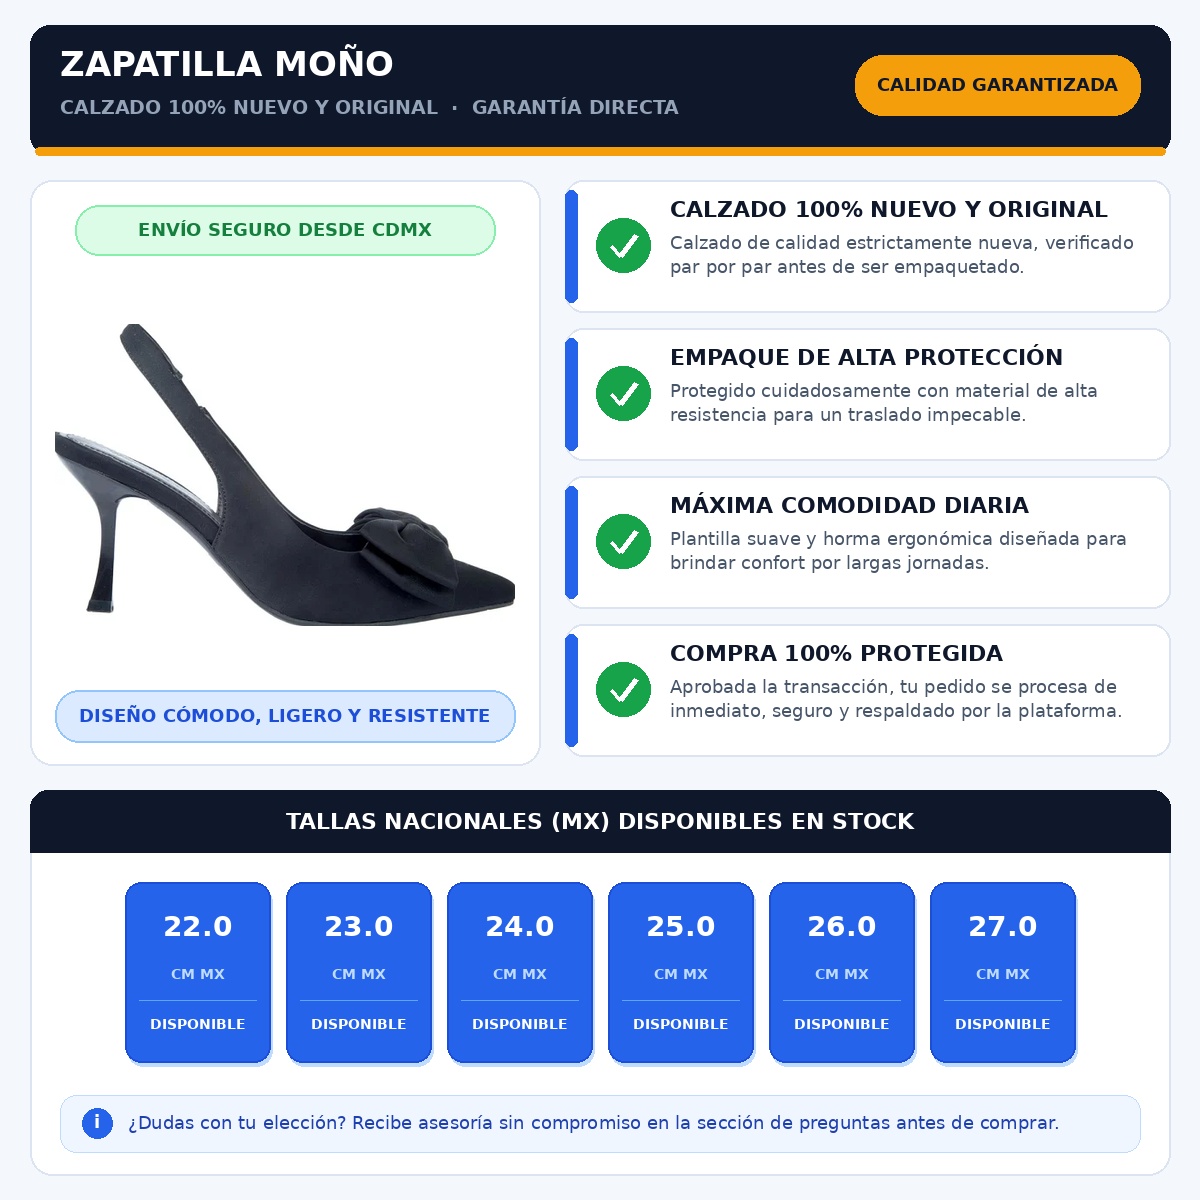 ZAPATILLA MOÑO
CALZADO 100% NUEVO Y ORIGINAL · GARANTÍA DIRECTA
CALIDAD GARANTIZADA
ENVÍO SEGURO DESDE CDMX
DISEÑO CÓMODO, LIGERO Y RESISTENTE
CALZADO 100% NUEVO Y ORIGINAL
Calzado de calidad estrictamente nueva, verificado
par por par antes de ser empaquetado.
EMPAQUE DE ALTA PROTECCIÓN
Protegido cuidadosamente con material de alta
resistencia para un traslado impecable.
MÁXIMA COMODIDAD DIARIA
Plantilla suave y horma ergonómica diseñada para
brindar confort por largas jornadas.
COMPRA 100% PROTEGIDA
Aprobada la transacción, tu pedido se procesa de
inmediato, seguro y respaldado por la plataforma.
TALLAS NACIONALES (MX) DISPONIBLES EN STOCK
22.0
CM MX
DISPONIBLE
23.0
CM MX
DISPONIBLE
24.0
CM MX
DISPONIBLE
25.0
CM MX
DISPONIBLE
26.0
CM MX
DISPONIBLE
27.0
CM MX
DISPONIBLE
i ¿Dudas con tu elección? Recibe asesoría sin compromiso en la sección de preguntas antes de comprar.